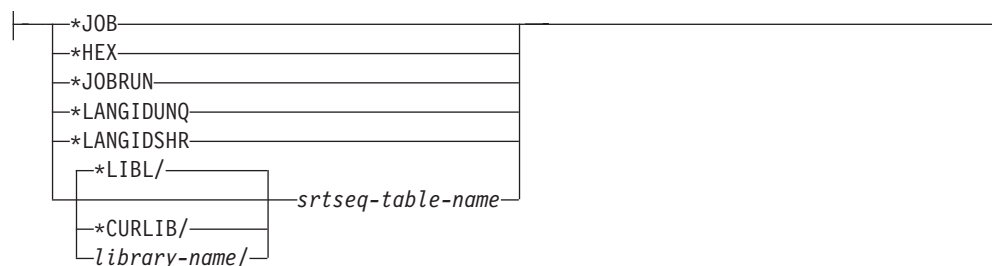 *JOB
*HEX
*JOBRUN
*LANGIDUNQ
*LANGIDSHR
*LIBL/
srtseq-table-name
*CURLIB/
library-name/